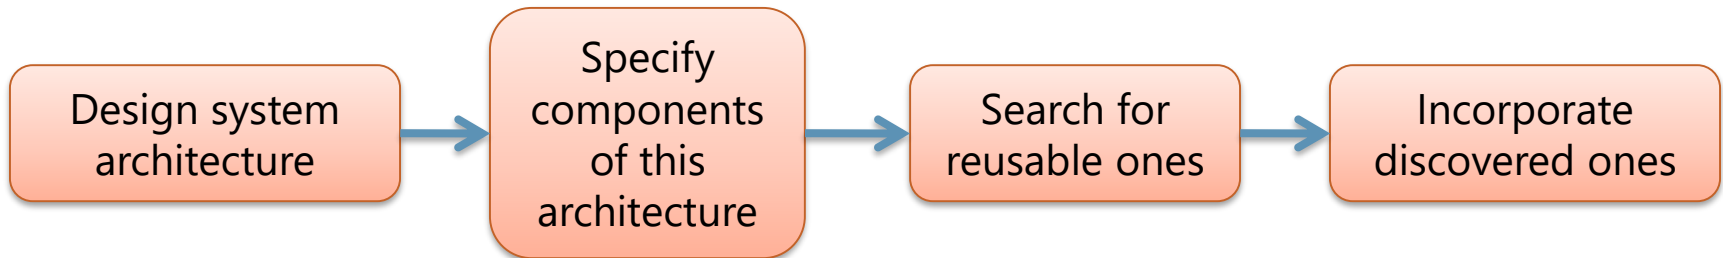 Design system
architecture
Specify
components
of this
architecture
Search for
reusable ones
Incorporate
discovered ones